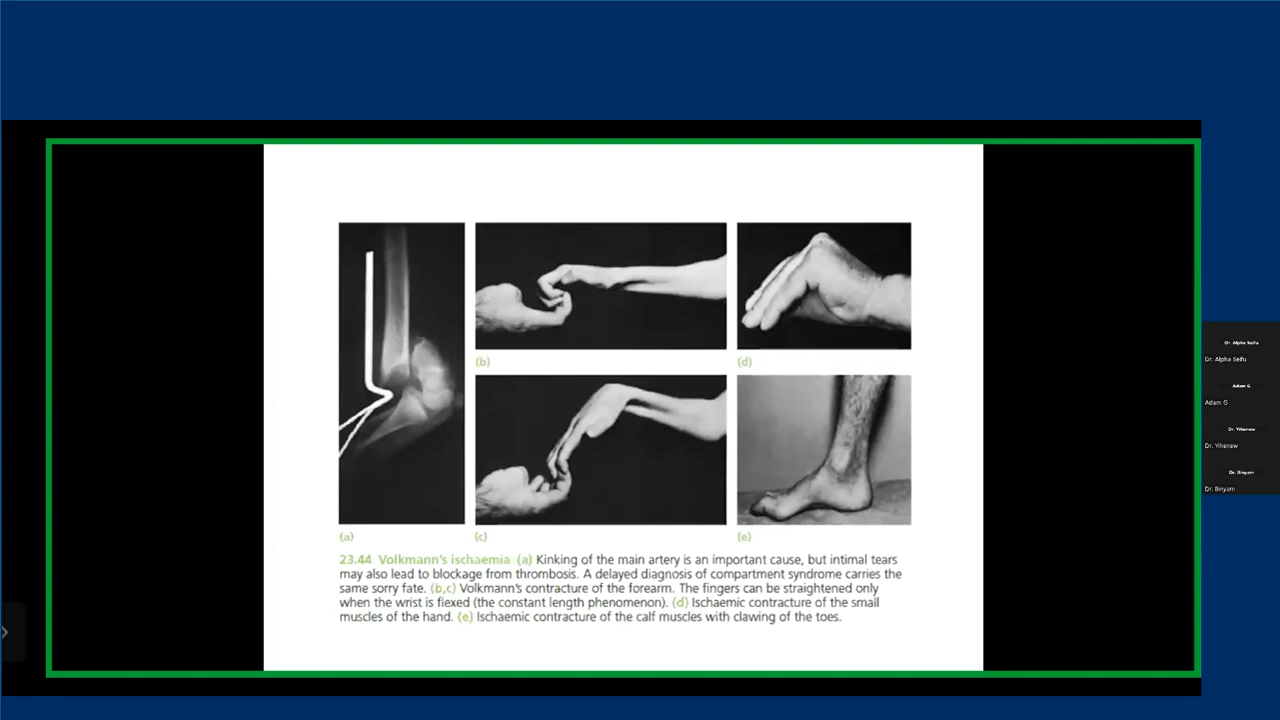 (b)
(d)
(a)
(c)
(e)
23.44 Volkmann's ischaemia (a) Kinking of the main artery is an important cause, but intimal tears
may also lead to blockage from thrombosis. A delayed diagnosis of compartment syndrome carries the
same sorry fate. (b,c) Volkmann's contracture of the forearm. The fingers can be straightened only
when the wrist is flexed (the constant length phenomenon). (d) Ischaemic contracture of the small
muscles of the hand. (e) Ischaemic contracture of the calf muscles with clawing of the toes.
Dr. Alpha Seifu
Dr. Alpha Seifu
Adam G
Adam G
Dr. Yihenew
Dr. Yihenew
Dr. Binyam
Dr. Binyam